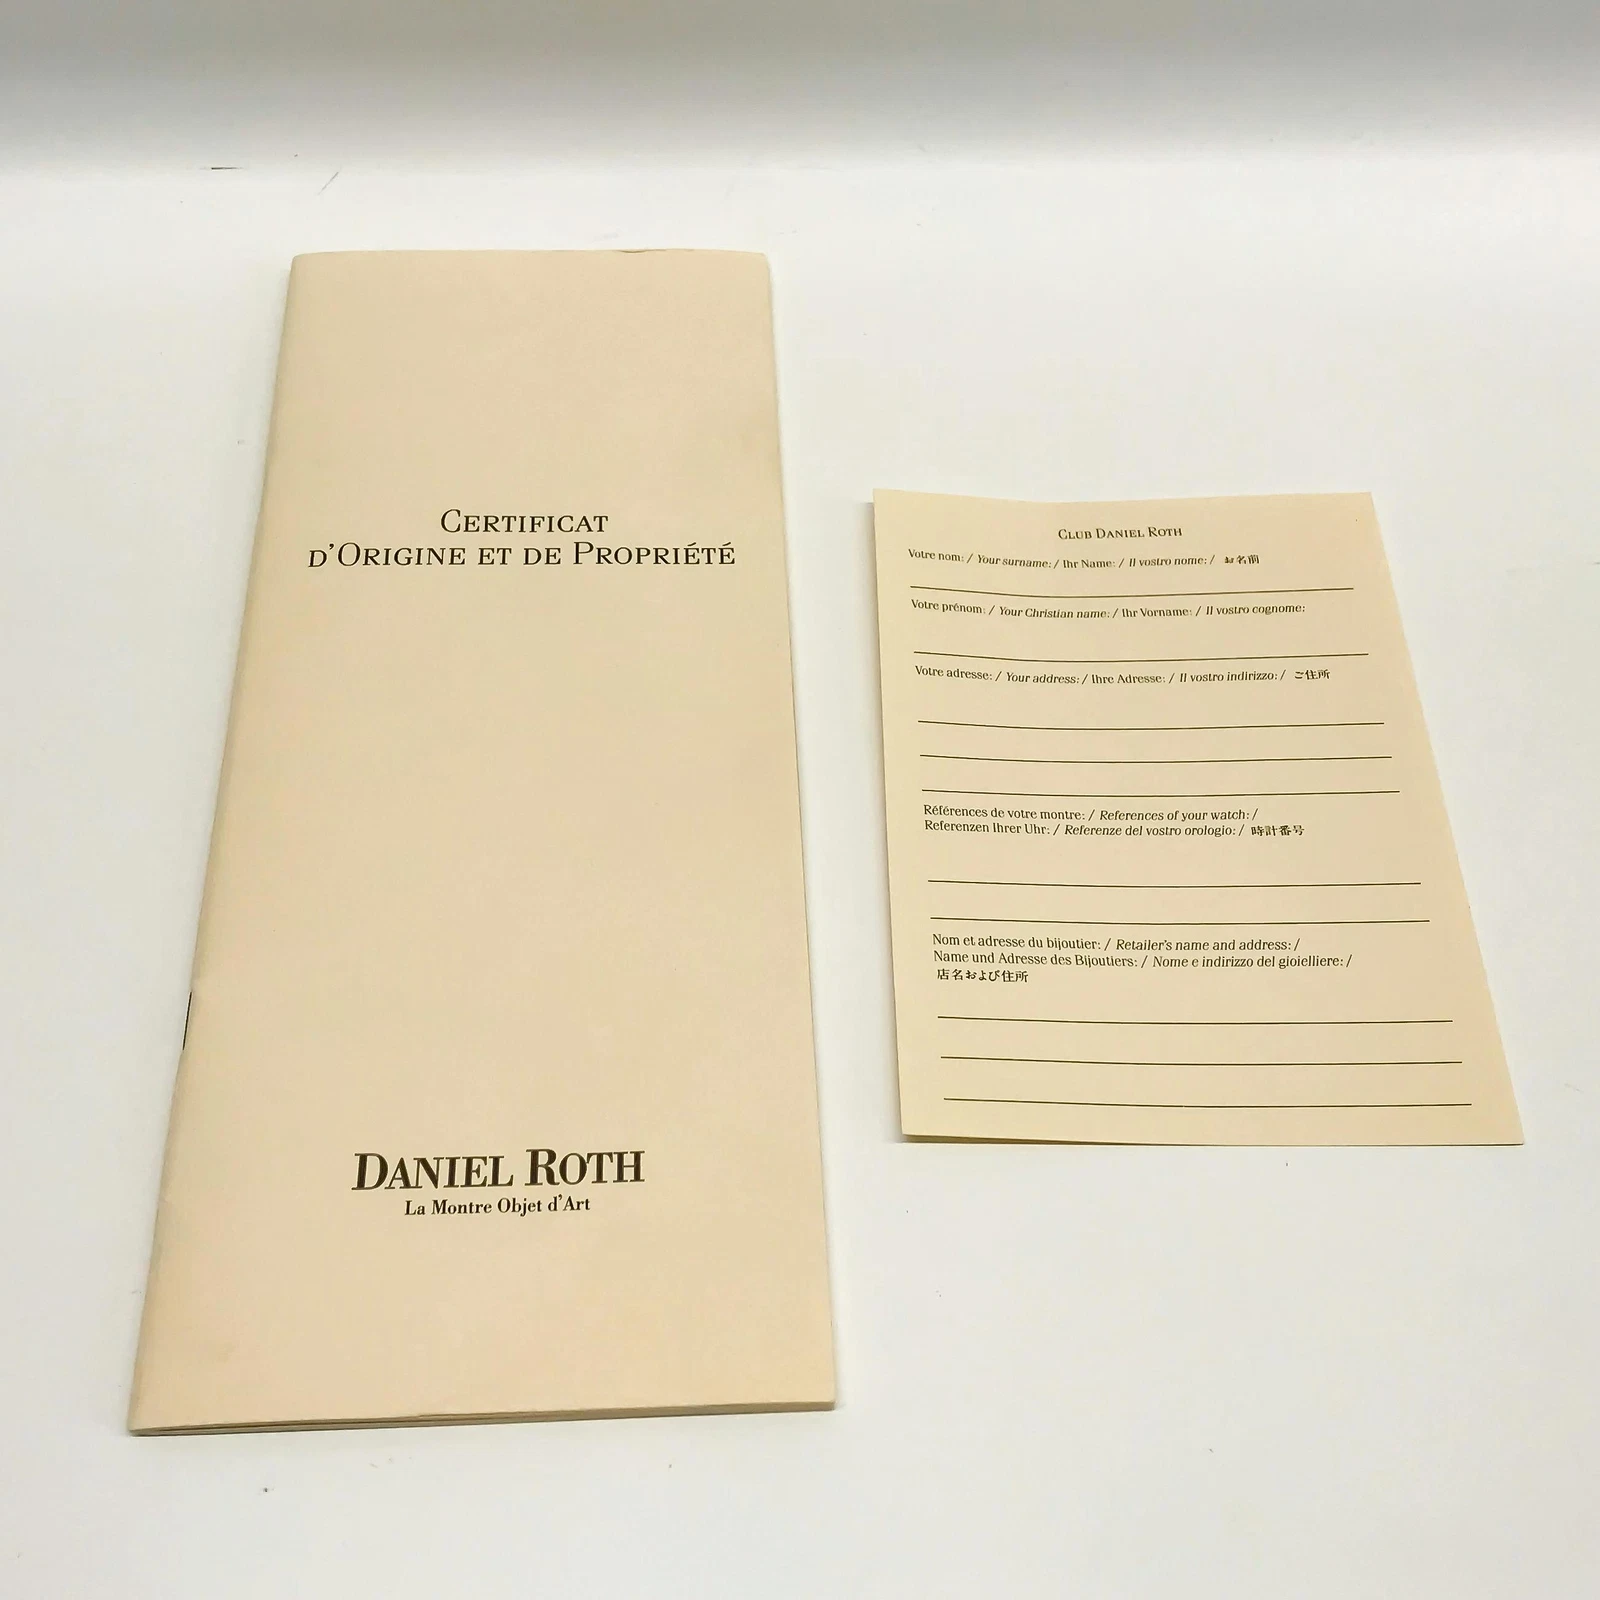 CERTIFICAT
D'ORIGINE ET DE PROPRIÉTÉ
DANIEL ROTH
La Montre Objet d'Art
CLUB DANIEL ROTH
Votre nom: / Your surname: / Ihr Name: / Il vostro nome: / お名前
Votre prénom: / Your Christian name: / Ihr Vorname: / Il vostro cognome:
Votre adresse: / Your address: / Ihre Adresse: / Il vostro indirizzo: / ご住所
Références de votre montre: / References of your watch: /
Referenzen Ihrer Uhr: / Referenze del vostro orologio: / 時計番号
Nom et adresse du bijoutier: / Retailer's name and address: /
Name und Adresse des Bijoutiers: / Nome e indirizzo del gioielliere: /
店名および住所